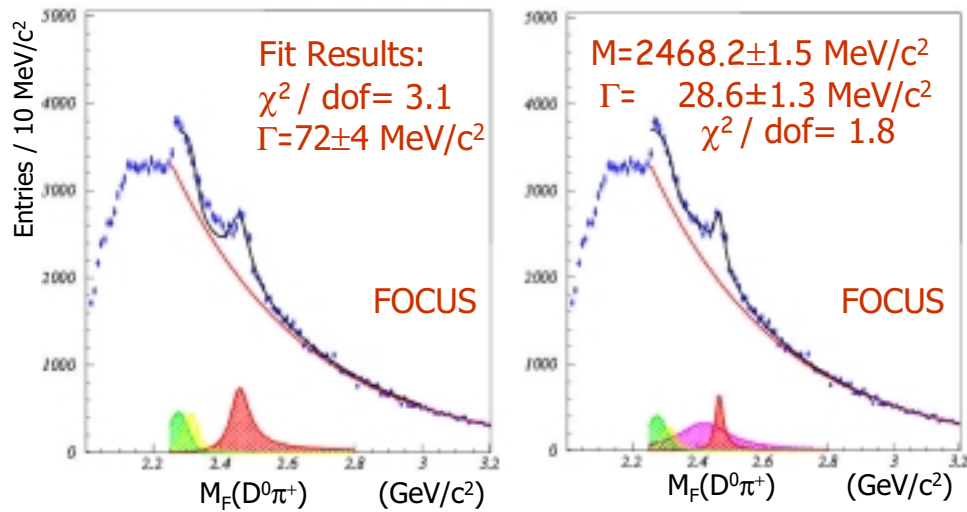 Entries / 10 MeV/c²
5000
4000
3000
2000
1000
0
Fit Results:
χ² / dof= 3.1
Γ=72±4 MeV/c²
FOCUS
2.2
2.4
2.6
2.8
3
3.2
M_F(D⁰π⁺)
(GeV/c²)
5000
4000
3000
2000
1000
0
M=2468.2±1.5 MeV/c²
Γ= 28.6±1.3 MeV/c²
χ² / dof= 1.8
FOCUS
2.2
2.4
2.6
2.8
3
3.2
M_F(D⁰π⁺)
(GeV/c²)